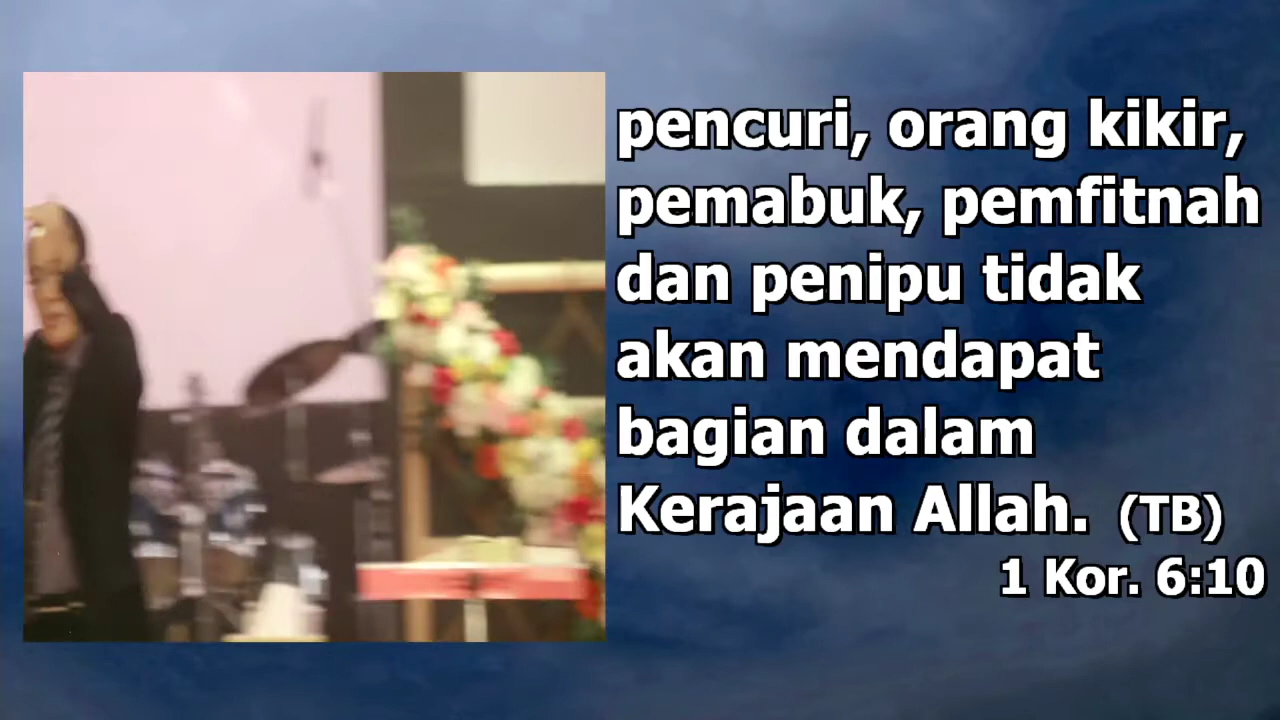 pencuri, orang kikir,
pemabuk, pemfitnah
dan penipu tidak
akan mendapat
bagian dalam
Kerajaan Allah. (TB)
1 Kor. 6:10